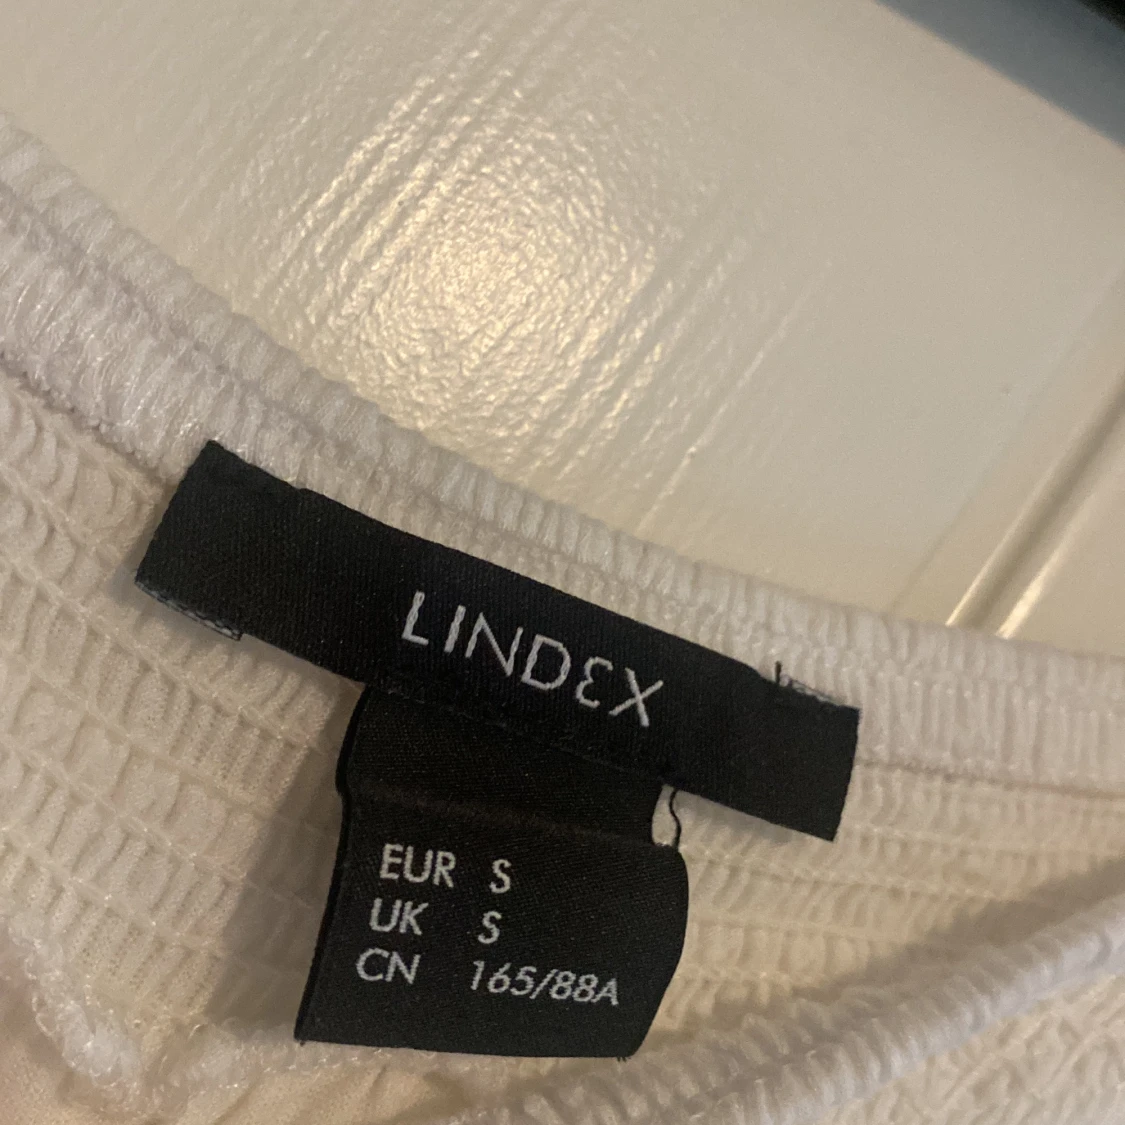 LINDEX
EUR S
UK S
CN 165/88A